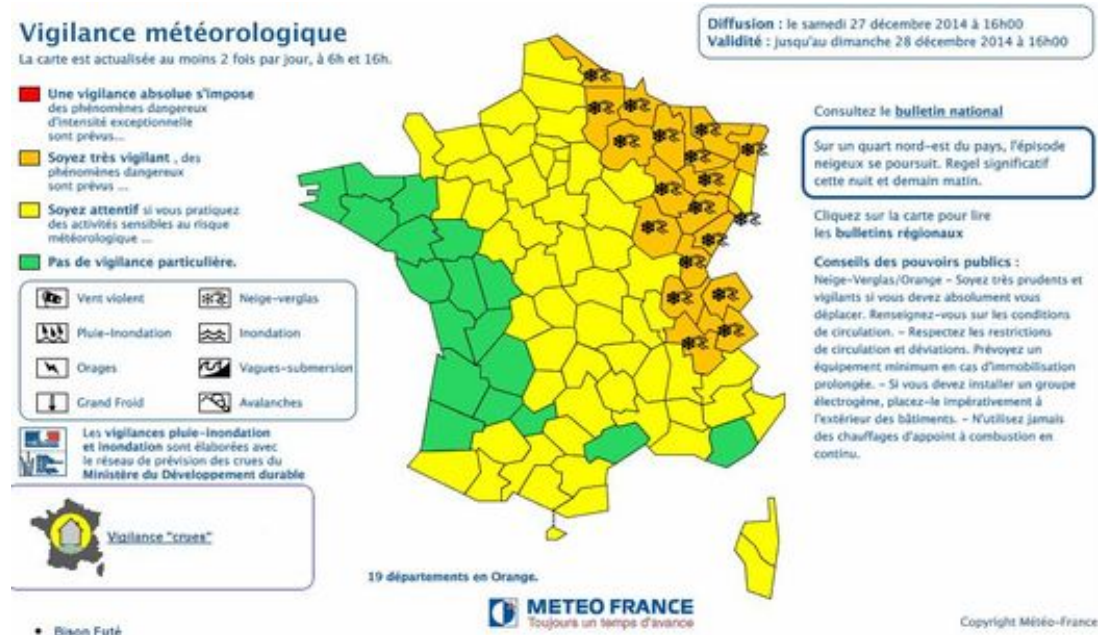 Vigilance météorologique
La carte est actualisée au moins 2 fois par jour, à 6h et 16h.
Une vigilance absolue s'impose
des phénomènes dangereux
d'intensité exceptionnelle
sont prévus...
Soyez très vigilant , des
phénomènes dangereux
sont prévus ...
Soyez attentif si vous pratiquez
des activités sensibles au risque
météorologique ...
Pas de vigilance particulière.
Vent violent
Neige-verglas
Pluie-Inondation
Inondation
Orages
Vagues-submersion
Grand Froid
Avalanches
Les vigilances pluie-inondation
et inondation sont élaborées avec
le réseau de prévision des crues du
Ministère du Développement durable
Vigilance "crues"
• Bison Futé
Diffusion : le samedi 27 décembre 2014 à 16h00
Validité : jusqu'au dimanche 28 décembre 2014 à 16h00
Consultez le bulletin national
Sur un quart nord-est du pays, l'épisode
neigeux se poursuit. Regel significatif
cette nuit et demain matin.
Cliquez sur la carte pour lire
les bulletins régionaux
Conseils des pouvoirs publics :
Neige-Verglas/Orange - Soyez très prudents et
vigilants si vous devez absolument vous
déplacer. Renseignez-vous sur les conditions
de circulation. - Respectez les restrictions
de circulation et déviations. Prévoyez un
équipement minimum en cas d'immobilisation
prolongée. - Si vous devez installer un groupe
électrogène, placez-le impérativement à
l'extérieur des bâtiments. - N'utilisez jamais
des chauffages d'appoint à combustion en
continu.
19 départements en Orange.
METEO FRANCE
Toujours un temps d'avance
Copyright Météo-France